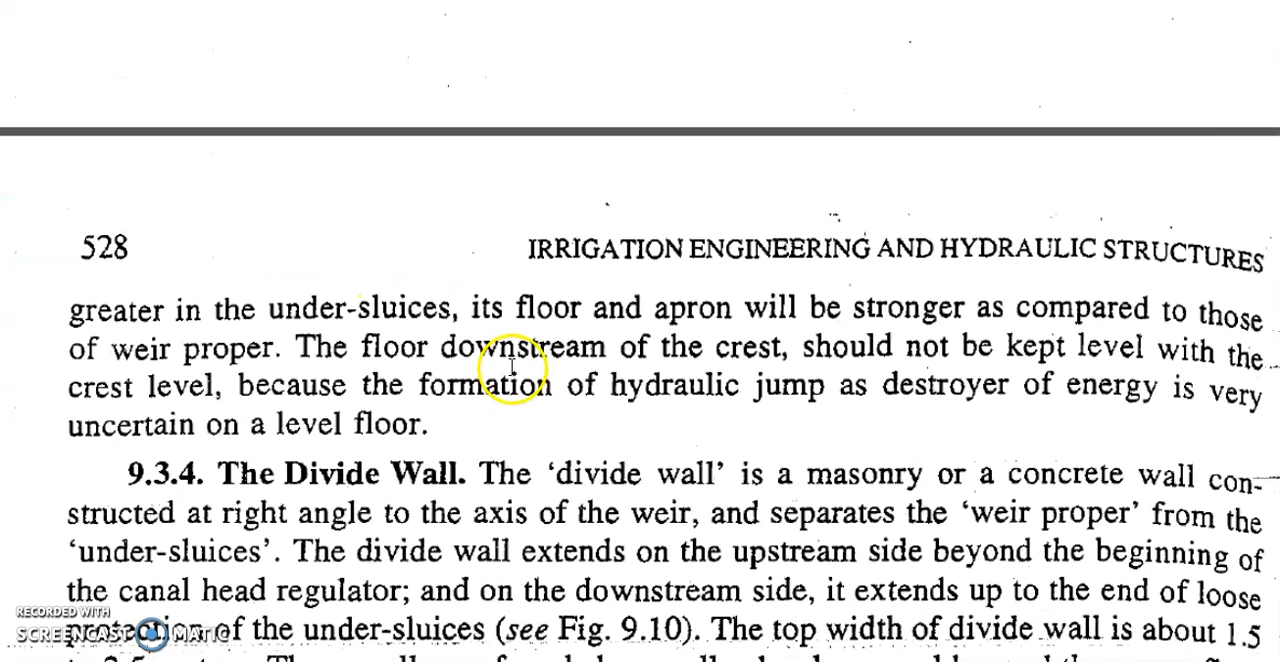 528
IRRIGATION ENGINEERING AND HYDRAULIC STRUCTURES
greater in the under-sluices, its floor and apron will be stronger as compared to those
of weir proper. The floor downstream of the crest, should not be kept level with the
crest level, because the formation of hydraulic jump as destroyer of energy is very
uncertain on a level floor.
9.3.4. The Divide Wall. The ‘divide wall’ is a masonry or a concrete wall con-
structed at right angle to the axis of the weir, and separates the ‘weir proper’ from the
‘under-sluices’. The divide wall extends on the upstream side beyond the beginning of
the canal head regulator; and on the downstream side, it extends up to the end of loose
RECORDED WITH
protection of the under-sluices (see Fig. 9.10). The top width of divide wall is about 1.5
SCREENCAST-O-MATIC